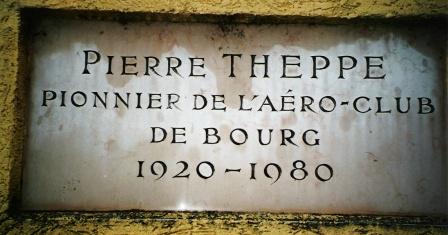 PIERRE THEPPE
PIONNIER DE L'AÉRO-CLUB
DE BOURG
1920-1980